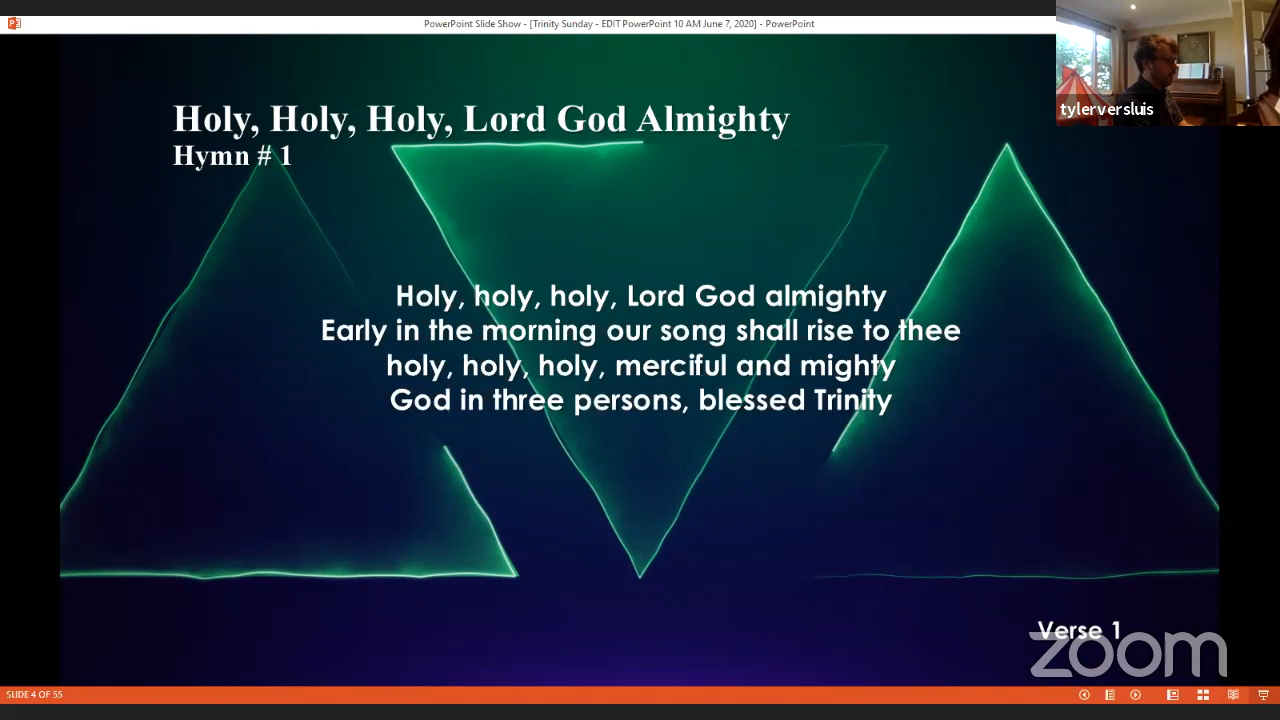 PowerPoint Slide Show - [Trinity Sunday - EDIT PowerPoint 10 AM June 7, 2020] - PowerPoint
tylerversluis
Holy, Holy, Holy, Lord God Almighty
Hymn # 1
Holy, holy, holy, Lord God almighty
Early in the morning our song shall rise to thee
holy, holy, holy, merciful and mighty
God in three persons, blessed Trinity
Verse 1
zoom
SLIDE 4 OF 55